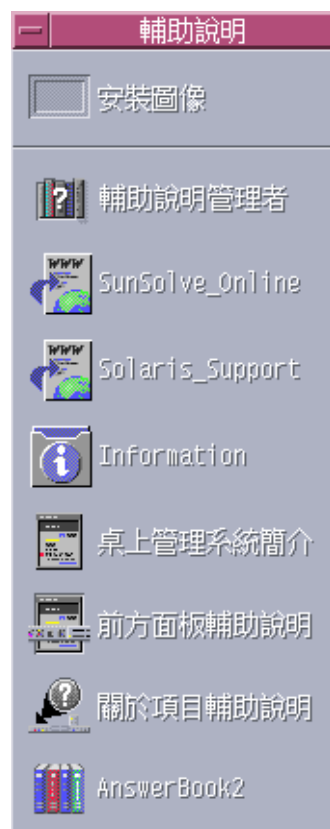 輔助說明
安裝圖像
輔助說明管理者
SunSolve_Online
Solaris_Support
Information
桌上管理系統簡介
前方面板輔助說明
關於項目輔助說明
AnswerBook2